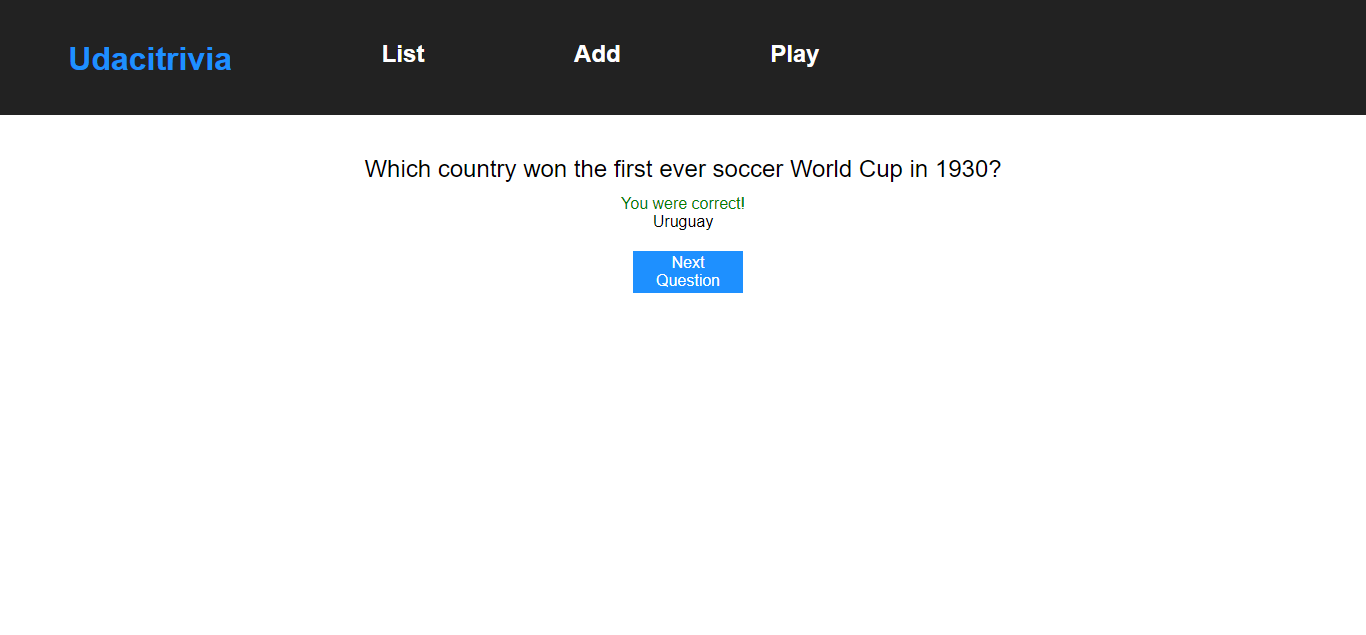 Udacitrivia
List
Add
Play
Which country won the first ever soccer World Cup in 1930?
You were correct!
Uruguay
Next
Question